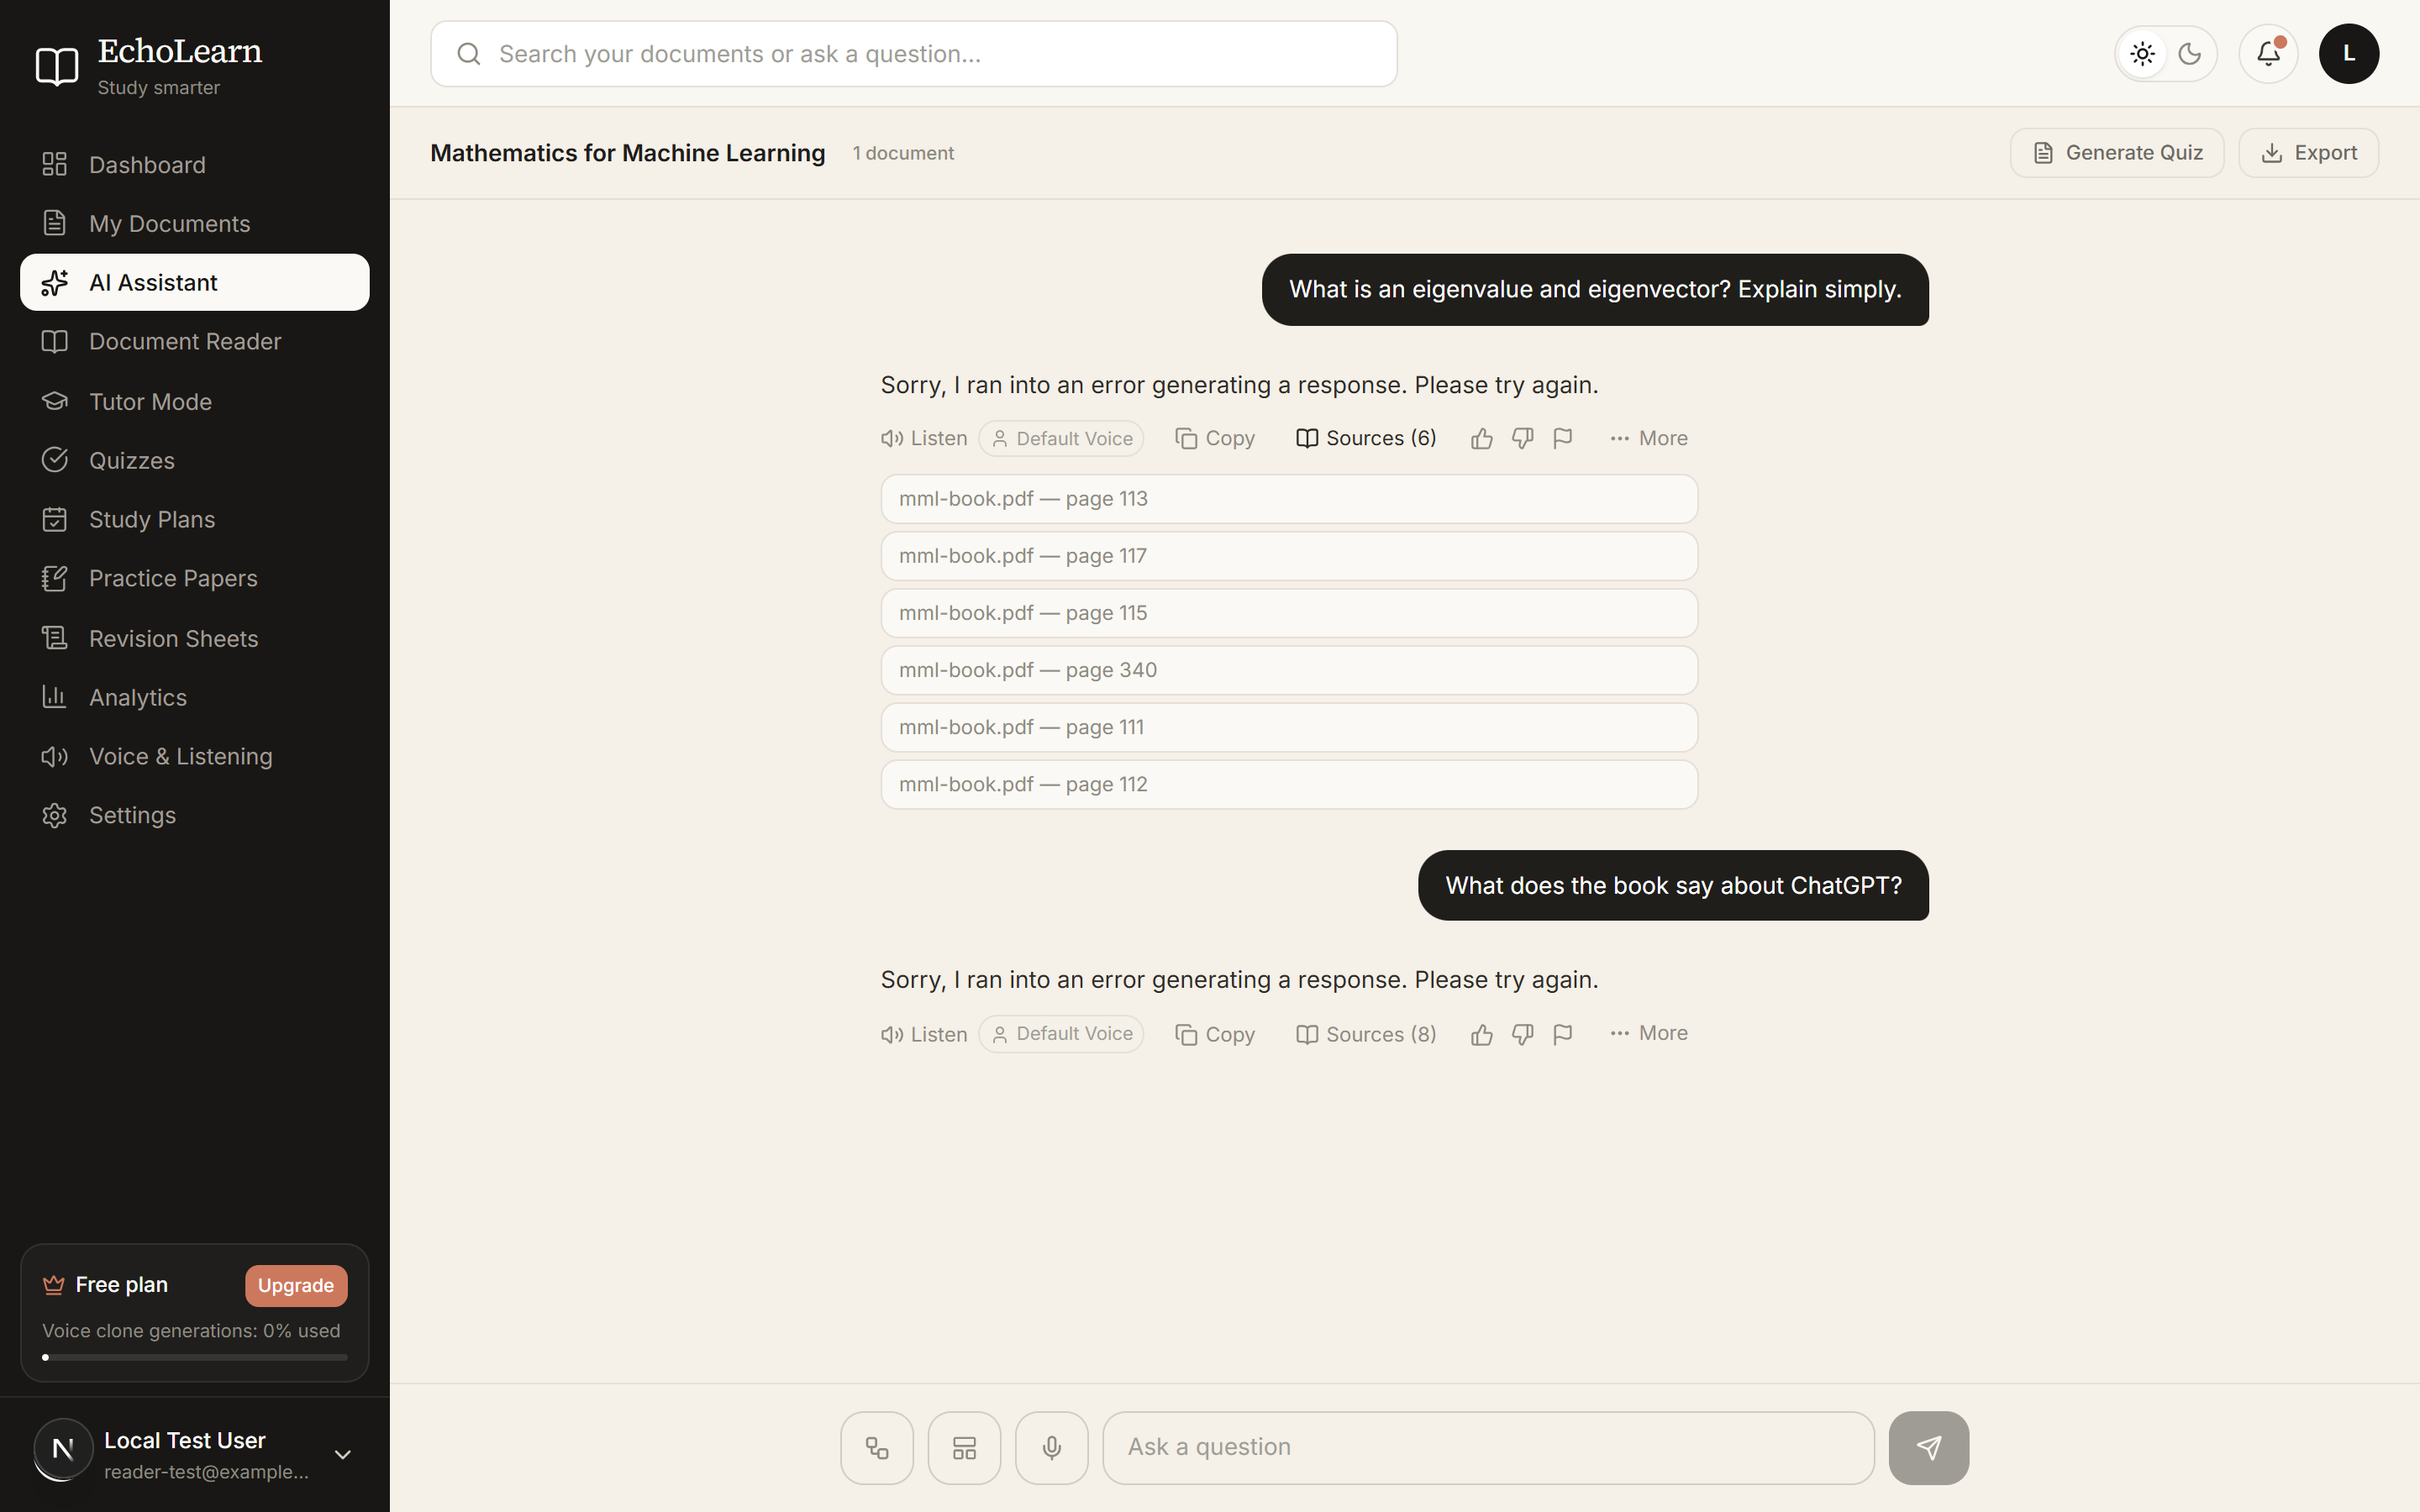 EchoLearn
Study smarter
Dashboard
My Documents
AI Assistant
Document Reader
Tutor Mode
Quizzes
Study Plans
Practice Papers
Revision Sheets
Analytics
Voice & Listening
Settings
Free plan
Upgrade
Voice clone generations: 0% used
N
Local Test User
reader-test@example...
Search your documents or ask a question...
L
Mathematics for Machine Learning
1 document
Generate Quiz
Export
What is an eigenvalue and eigenvector? Explain simply.
Sorry, I ran into an error generating a response. Please try again.
Listen Default Voice Copy Sources (6) More
mml-book.pdf — page 113
mml-book.pdf — page 117
mml-book.pdf — page 115
mml-book.pdf — page 340
mml-book.pdf — page 111
mml-book.pdf — page 112
What does the book say about ChatGPT?
Sorry, I ran into an error generating a response. Please try again.
Listen Default Voice Copy Sources (8) More
Ask a question